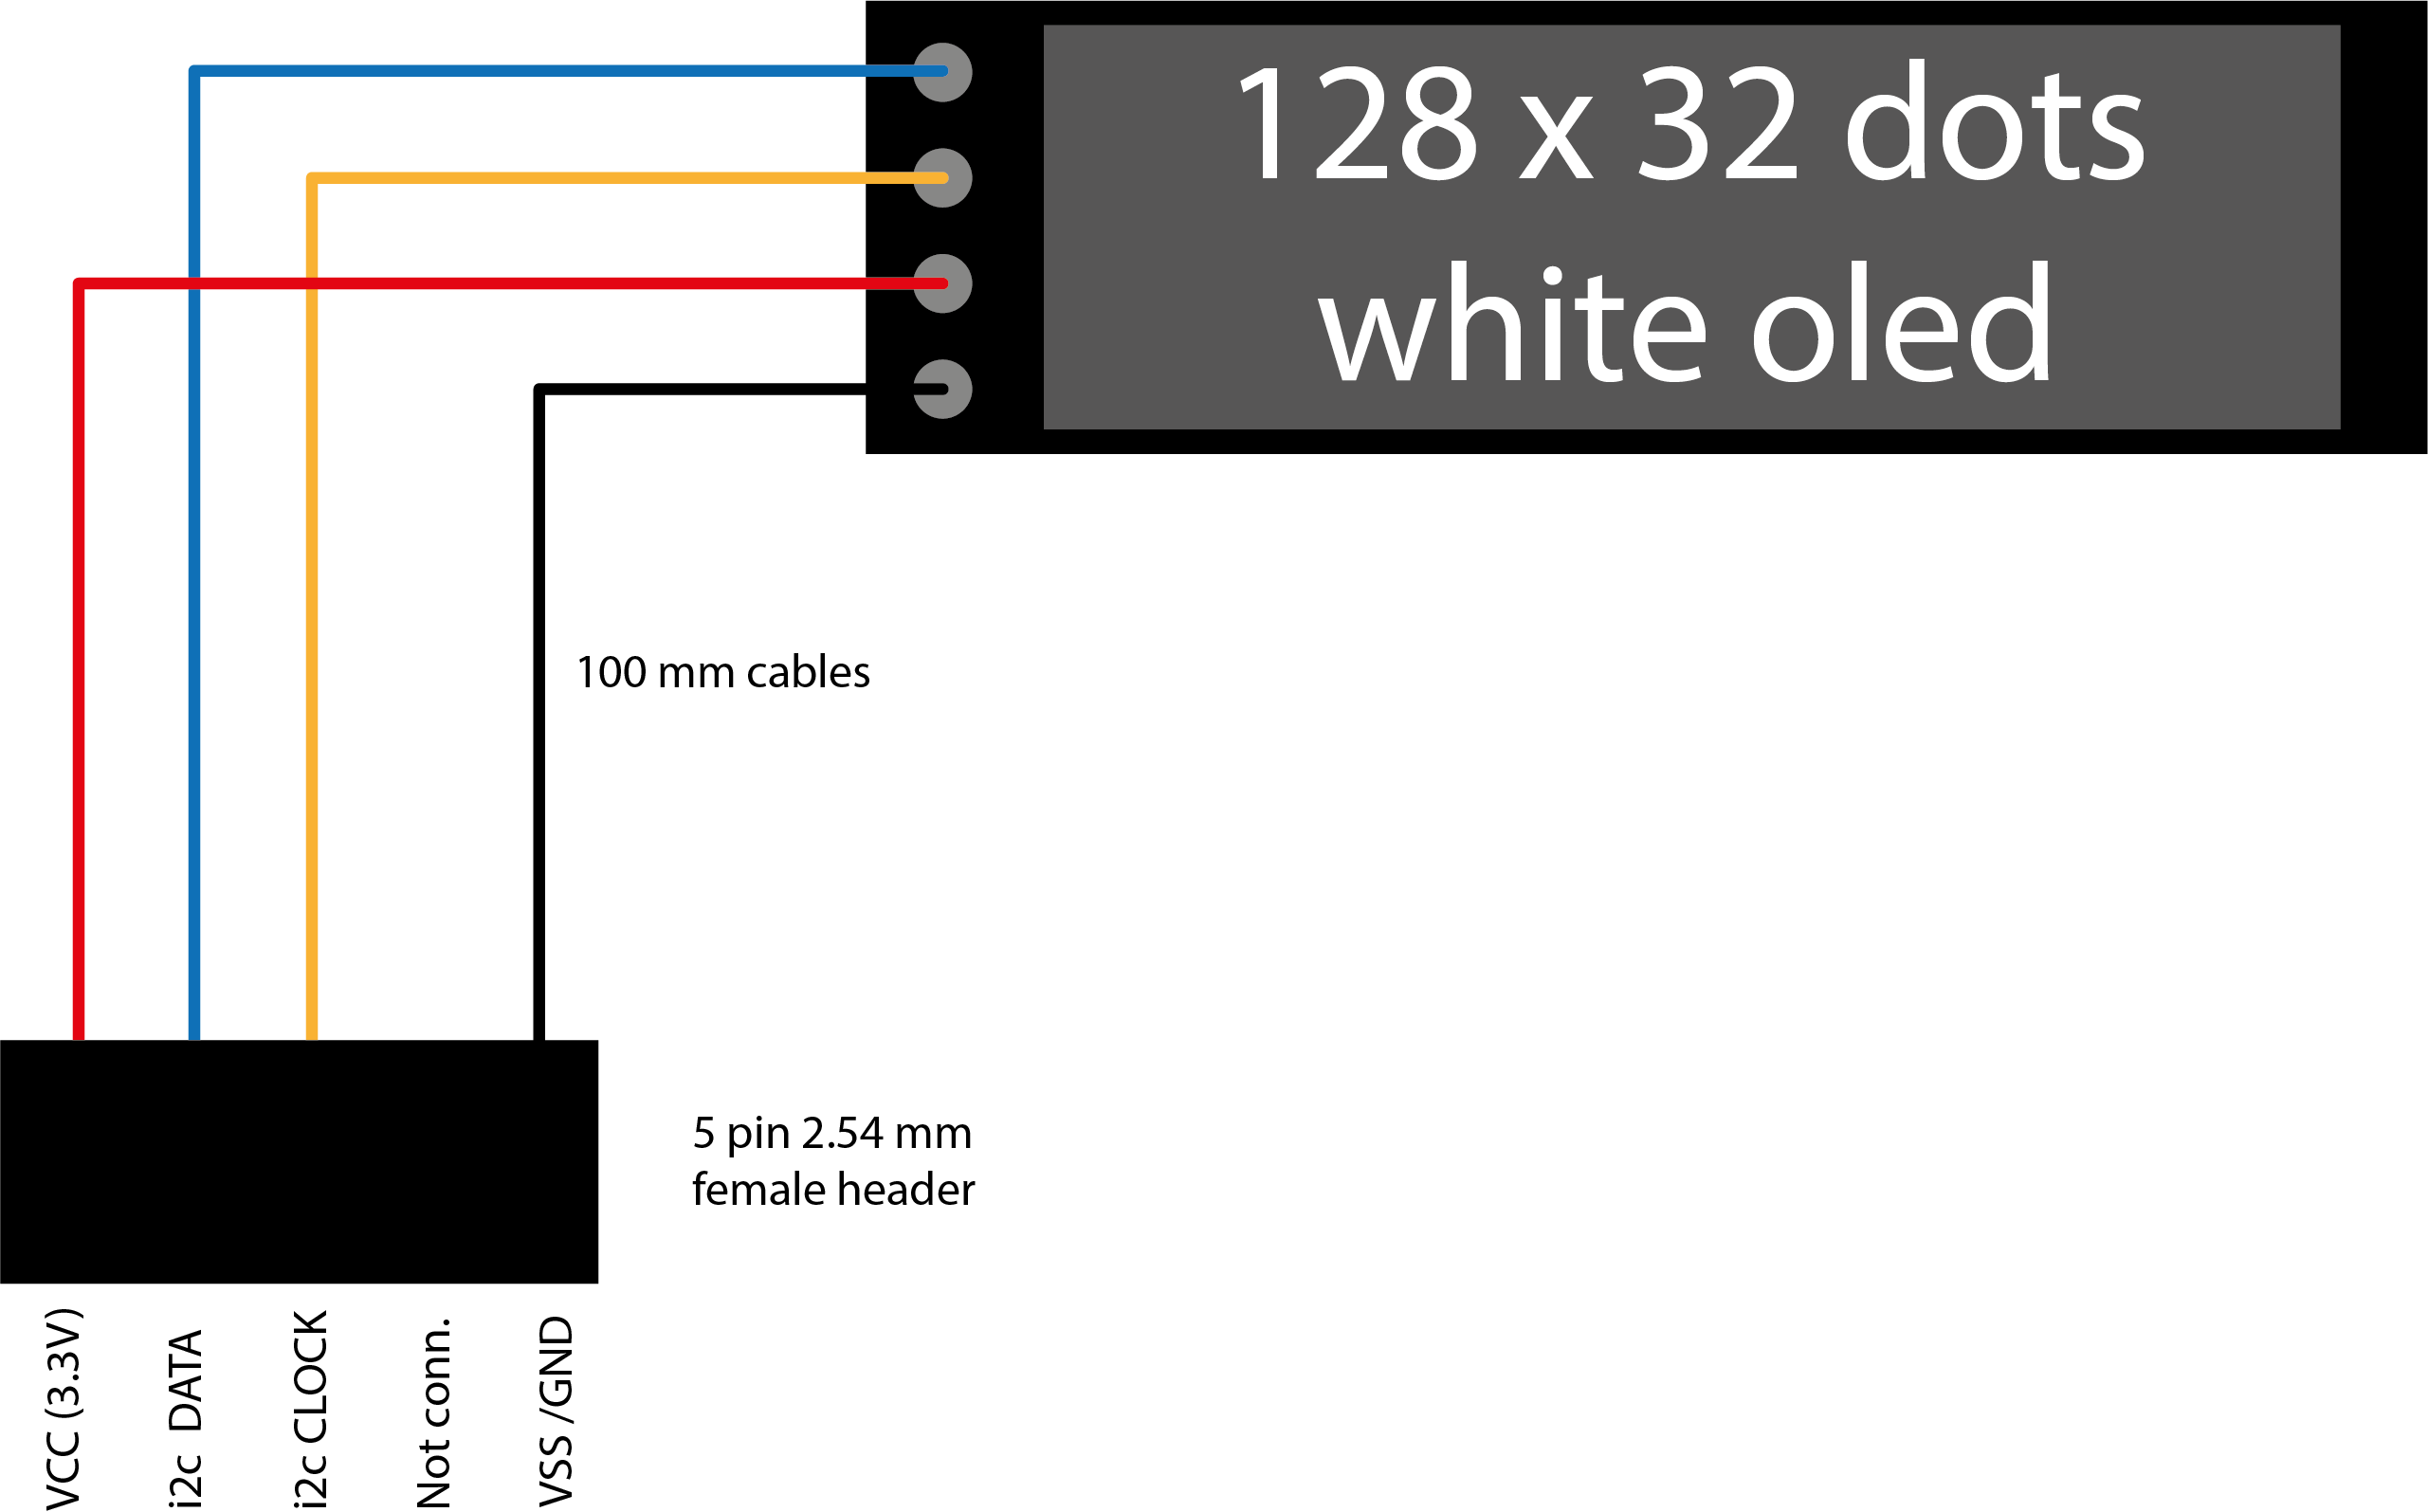 128 x 32 dots
white oled
100 mm cables
5 pin 2.54 mm
female header
VCC (3.3V)
i2c DATA
i2c CLOCK
Not conn.
VSS /GND